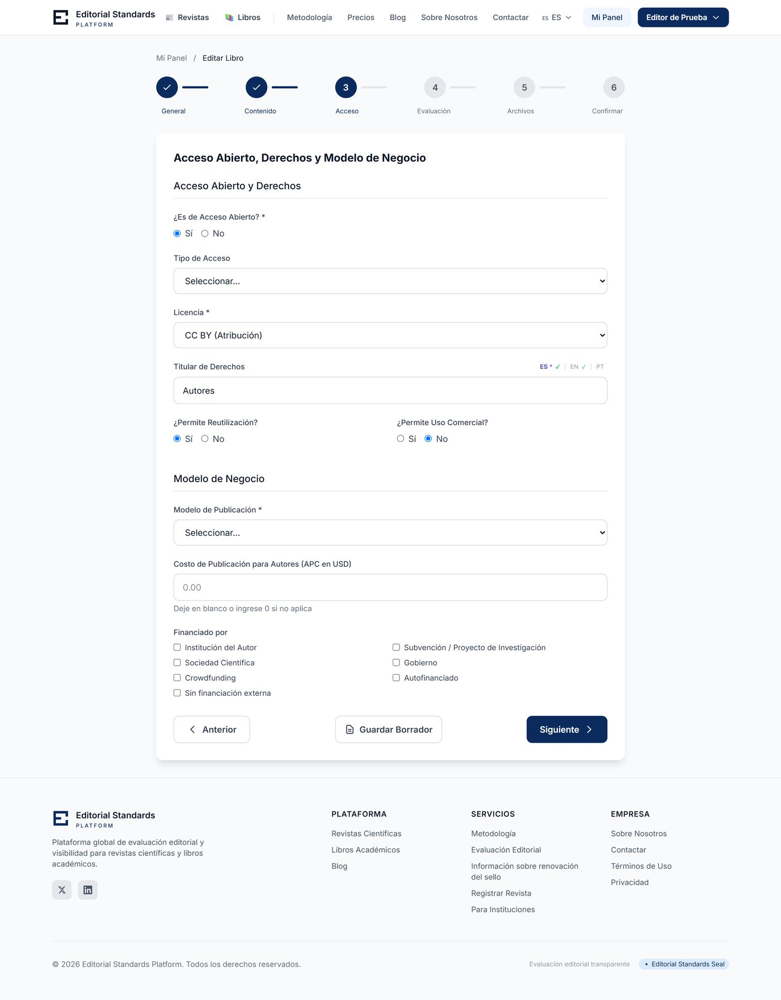 Editorial Standards
PLATFORM
Revistas
Libros
Metodología
Precios
Blog
Sobre Nosotros
Contactar
ES ES
Mi Panel
Editor de Prueba
Mi Panel / Editar Libro
3
4
5
6
General
Contenido
Acceso
Evaluación
Archivos
Confirmar
Acceso Abierto, Derechos y Modelo de Negocio
Acceso Abierto y Derechos
¿Es de Acceso Abierto? *
Sí No
Tipo de Acceso
Seleccionar...
Licencia *
CC BY (Atribución)
Titular de Derechos
ES * ✓ | EN ✓ | PT
Autores
¿Permite Reutilización?
Sí No
¿Permite Uso Comercial?
Sí No
Modelo de Negocio
Modelo de Publicación *
Seleccionar...
Costo de Publicación para Autores (APC en USD)
0.00
Deje en blanco o ingrese 0 si no aplica
Financiado por
Institución del Autor
Subvención / Proyecto de Investigación
Sociedad Científica
Gobierno
Crowdfunding
Autofinanciado
Sin financiación externa
Anterior
Guardar Borrador
Siguiente
Editorial Standards
PLATFORM
Plataforma global de evaluación editorial y
visibilidad para revistas científicas y libros
académicos.
PLATAFORMA
Revistas Científicas
Libros Académicos
Blog
SERVICIOS
Metodología
Evaluación Editorial
Información sobre renovación
del sello
Registrar Revista
Para Instituciones
EMPRESA
Sobre Nosotros
Contactar
Términos de Uso
Privacidad
© 2026 Editorial Standards Platform. Todos los derechos reservados.
Evaluación editorial transparente
• Editorial Standards Seal